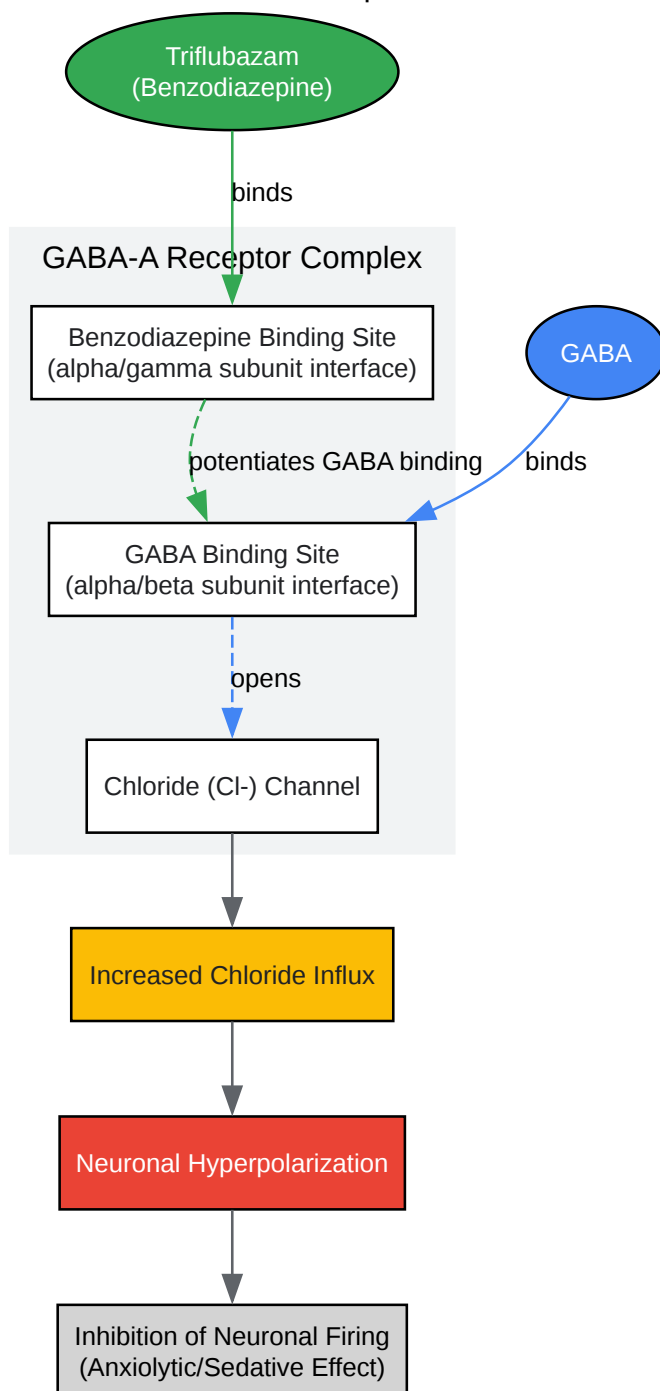 Triflubazam
(Benzodiazepine)
binds
GABA-A Receptor Complex
Benzodiazepine Binding Site
(alpha/gamma subunit interface)
GABA
potentiates GABA binding
binds
GABA Binding Site
(alpha/beta subunit interface)
opens
Chloride (Cl-) Channel
Increased Chloride Influx
Neuronal Hyperpolarization
Inhibition of Neuronal Firing
(Anxiolytic/Sedative Effect)